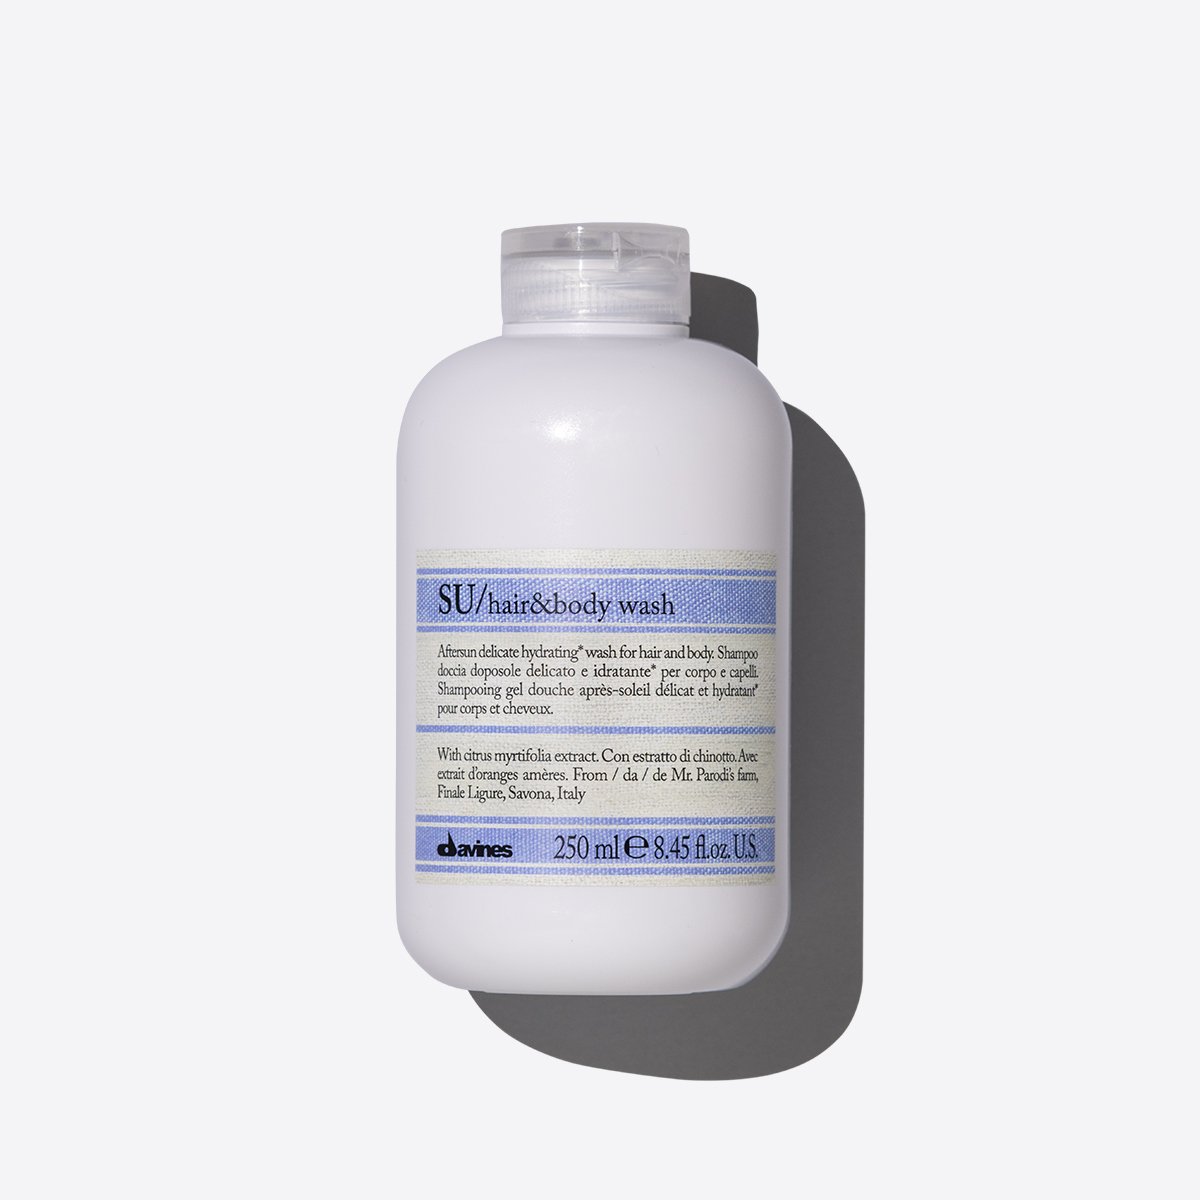 SU/hair&body wash
Aftersun delicate hydrating* wash for hair and body. Shampoo
doccia doposole delicato e idratante* per corpo e capelli.
Shampooing gel douche après-soleil délicat et hydratant*
pour corps et cheveux.
With citrus myrtifolia extract. Con estratto di chinotto. Avec
extrait d'oranges amères. From / da / de Mr. Parodi's farm,
Finale Ligure, Savona, Italy
davines 250 ml ℮ 8.45 fl.oz. U.S.